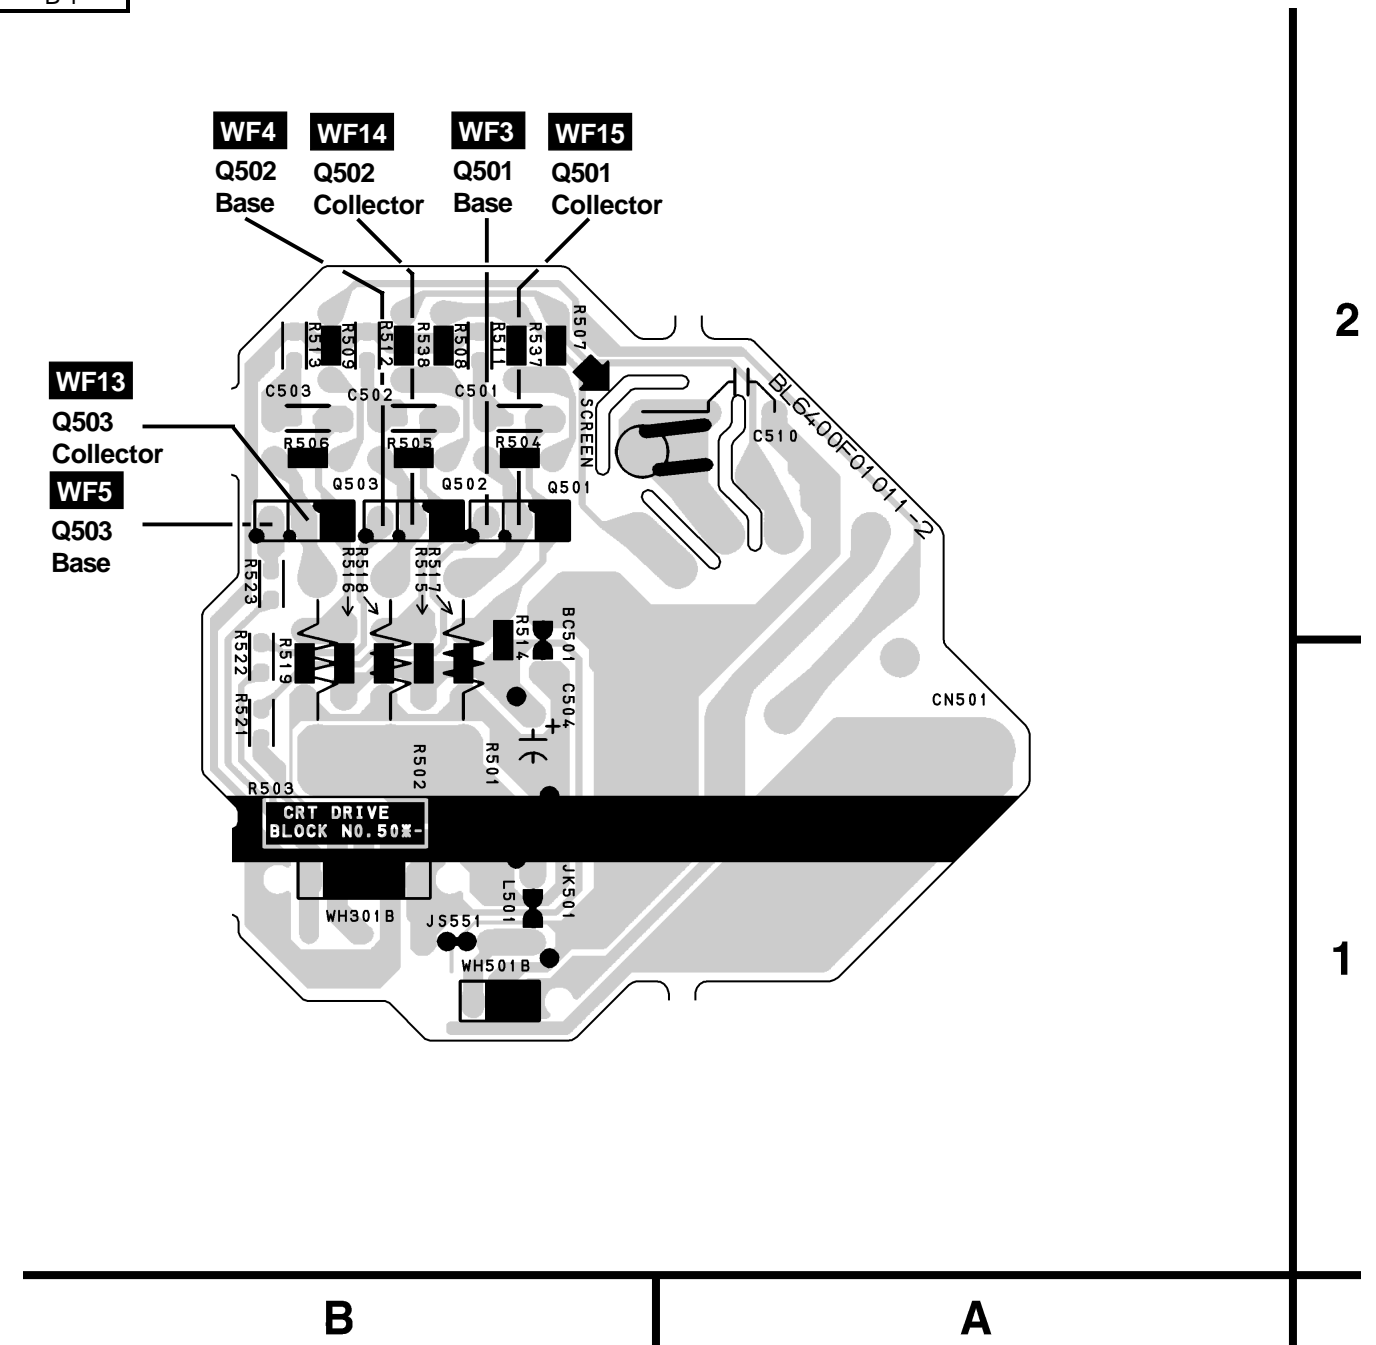 WF4
Q502
Base
WF14
Q502
Collector
WF3
Q501
Base
WF15
Q501
Collector
2
WF13
Q503
Collector
WF5
Q503
Base
R513
R509
R512
R538
R508
R511
R537
R507
C503
C502
C501
SCREEN
R506
R505
R504
C510
BL6400F01011-2
Q503
Q502
Q501
R523
R516
R518
R515
R517
R522
R519
R514
BC501
R521
C504
+
CN501
R502
R501
R503
CRT DRIVE
WH301B
JS551
L501
JK501
WH501B
1
B
A